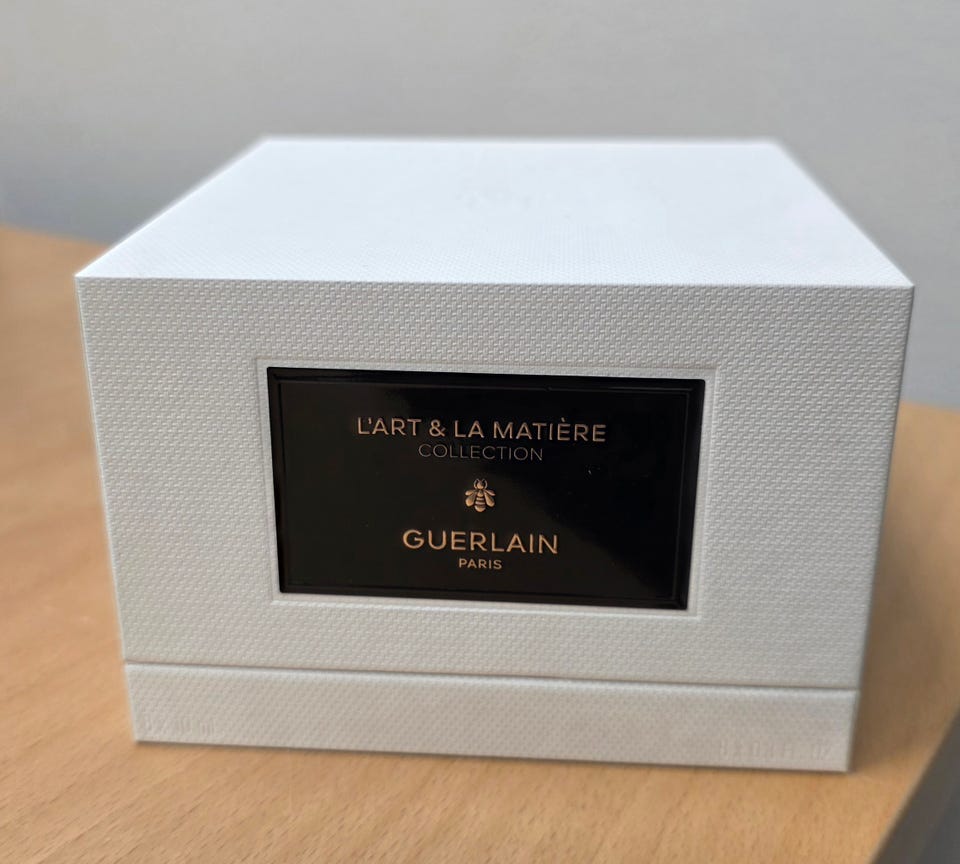 L'ART & LA MATIÈRE
COLLECTION
GUERLAIN
PARIS